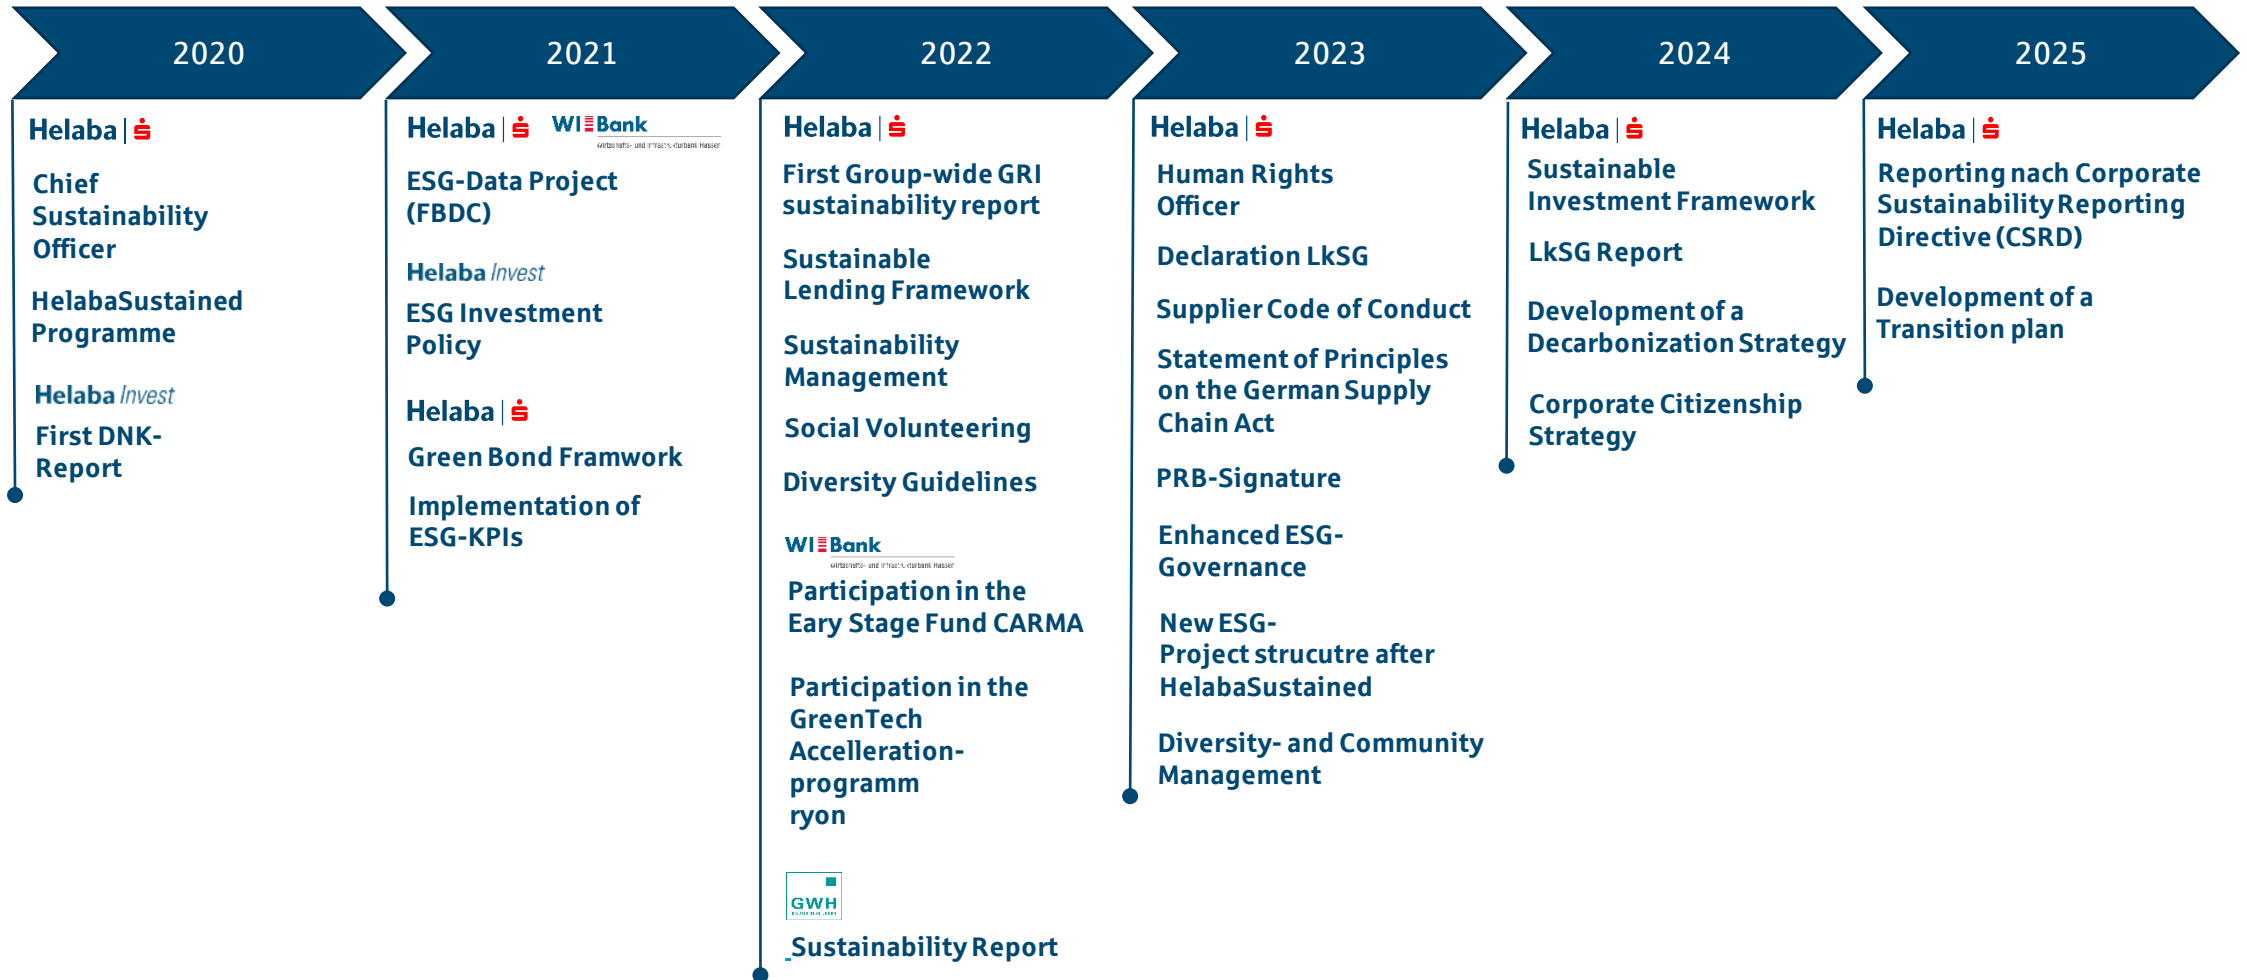 2020
2021
2022
2023
2024
2025
Helaba
Chief
Sustainability
Officer
HelabaSustained
Programme
Helaba Invest
First DNK-
Report
Helaba
WIBank
ESG-Data Project
(FBDC)
Helaba Invest
ESG Investment
Policy
Helaba
Green Bond Framwork
Implementation of
ESG-KPIs
Helaba
First Group-wide GRI
sustainability report
Sustainable
Lending Framework
Sustainability
Management
Social Volunteering
Diversity Guidelines
WIBank
Participation in the
Eary Stage Fund CARMA
Participation in the
GreenTech
Accelleration-
programm
ryon
GWH
Sustainability Report
Helaba
Human Rights
Officer
Declaration LkSG
Supplier Code of Conduct
Statement of Principles
on the German Supply
Chain Act
PRB-Signature
Enhanced ESG-
Governance
New ESG-
Project strucutre after
HelabaSustained
Diversity- and Community
Management
Helaba
Sustainable
Investment Framework
LkSG Report
Development of a
Decarbonization Strategy
Corporate Citizenship
Strategy
Helaba
Reporting nach Corporate
Sustainability Reporting
Directive (CSRD)
Development of a
Transition plan